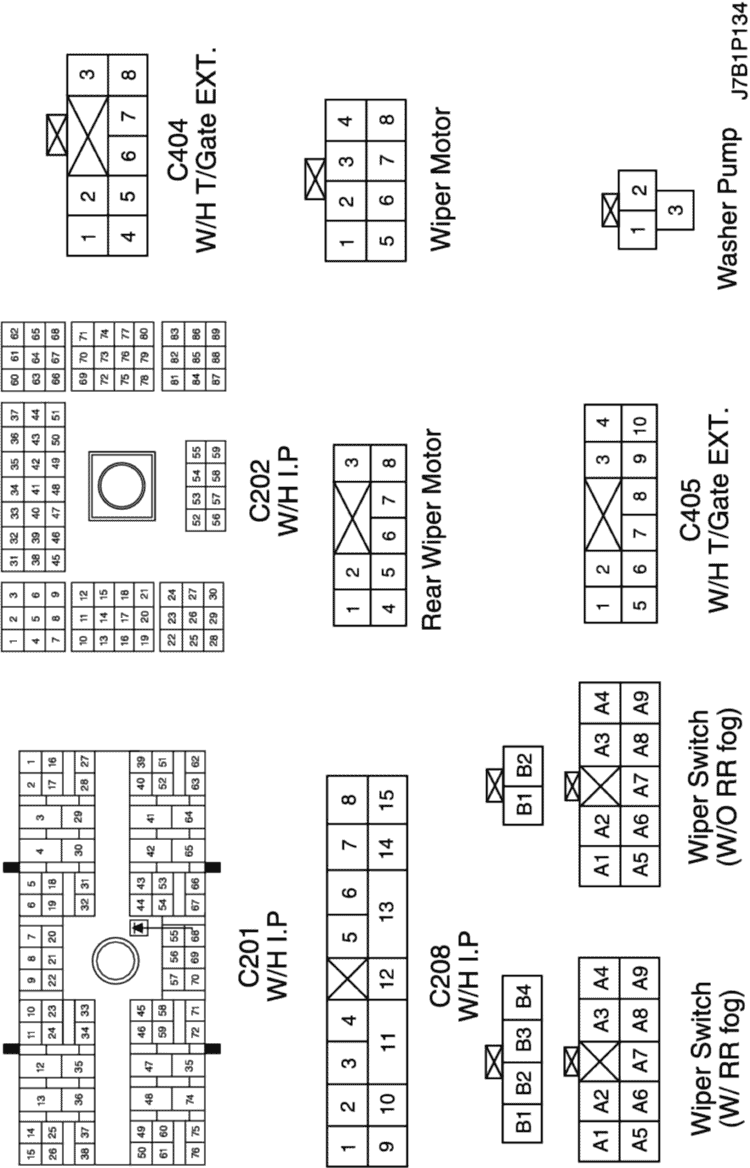 15 14 13 12 11 10 9 8 7 6 5 4 3 2 1
26 25 24 23 22 21 20 19 18 17 16
38 37 36 35 34 33 32 31 30 29 28 27
50 49 48 47 46 45 44 43 42 41 40 39
61 60 59 58 57 56 55 54 53 52 51
76 75 74 35 72 71 70 69 68 67 66 65 64 63 62
C201
W/H I.P
1 2 3 31 32 33 34 35 36 37 60 61 62
4 5 6 38 39 40 41 42 43 44 63 64 65
7 8 9 45 46 47 48 49 50 51 66 67 68
10 11 12 69 70 71
13 14 15 72 73 74
16 17 18 75 76 77
19 20 21 78 79 80
22 23 24 52 53 54 55 81 82 83
25 26 27 56 57 58 59 84 85 86
28 29 30 87 88 89
C202
W/H I.P
1 2 3
4 5 6 7 8
C404
W/H T/Gate EXT.
1 2 3 4 5 6 7 8
9 10 11 12 13 14 15
C208
W/H I.P
1 2 3
4 5 6 7 8
Rear Wiper Motor
1 2 3 4
5 6 7 8
Wiper Motor
B1 B2 B3 B4
A1 A2 A3 A4
A5 A6 A7 A8 A9
Wiper Switch
(W/ RR fog)
B1 B2
A1 A2 A3 A4
A5 A6 A7 A8 A9
Wiper Switch
(W/O RR fog)
1 2 3 4
5 6 7 8 9 10
C405
W/H T/Gate EXT.
1 2
3
Washer Pump
J7B1P134